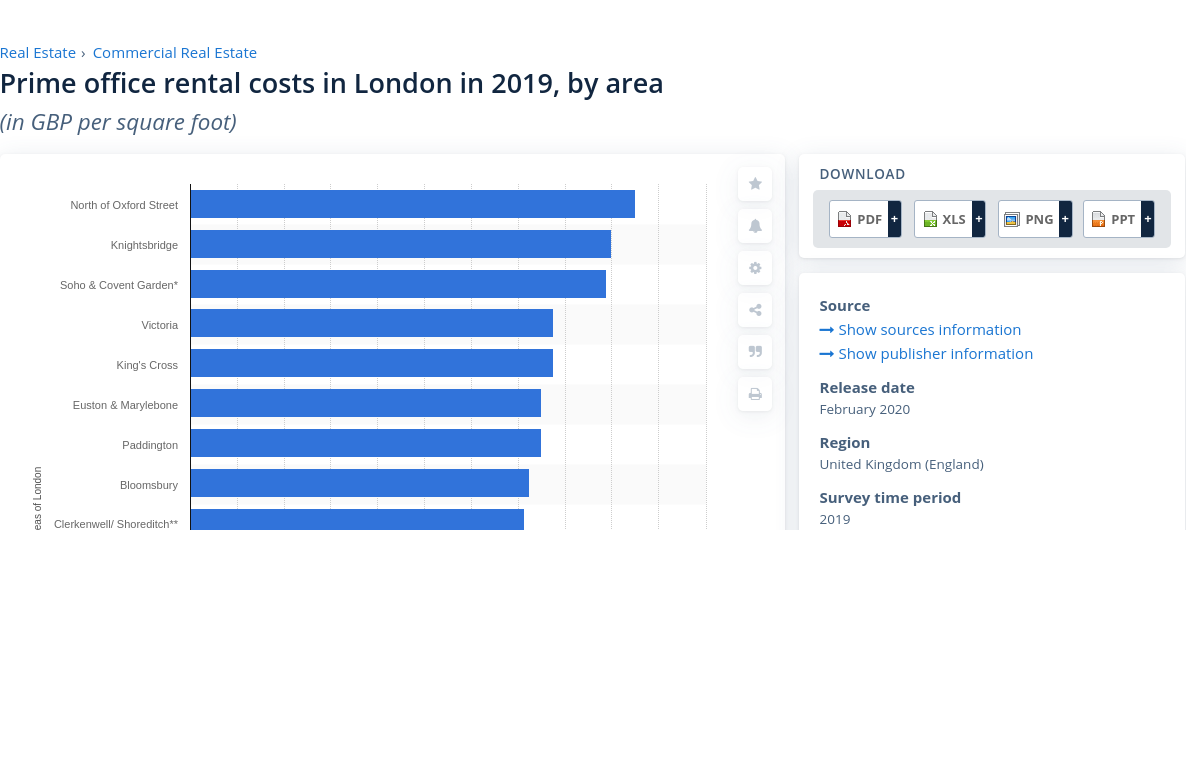 Real Estate › Commercial Real Estate
Prime office rental costs in London in 2019, by area
(in GBP per square foot)
North of Oxford Street
Knightsbridge
Soho & Covent Garden*
Victoria
King's Cross
Euston & Marylebone
Paddington
Bloomsbury
Clerkenwell/ Shoreditch**
eas of London
DOWNLOAD
PDF +
XLS +
PNG +
PPT +
Source
Show sources information
Show publisher information
Release date
February 2020
Region
United Kingdom (England)
Survey time period
2019